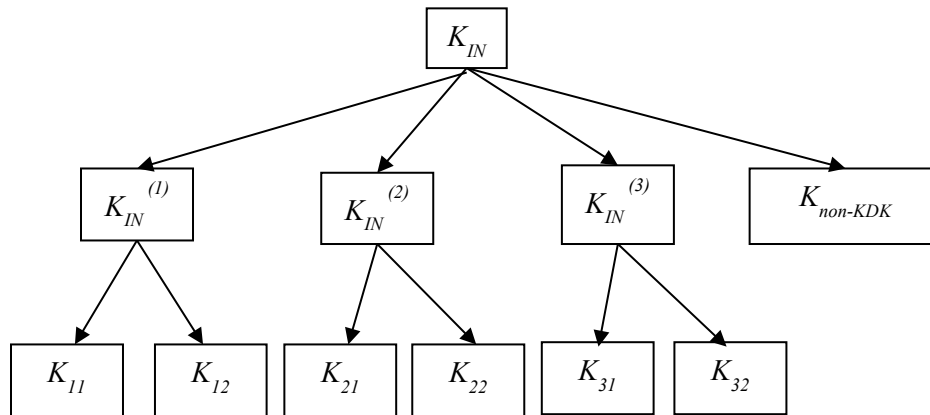 K_IN
K_IN^(1)
K_IN^(2)
K_IN^(3)
K_non-KDK
K_11
K_12
K_21
K_22
K_31
K_32